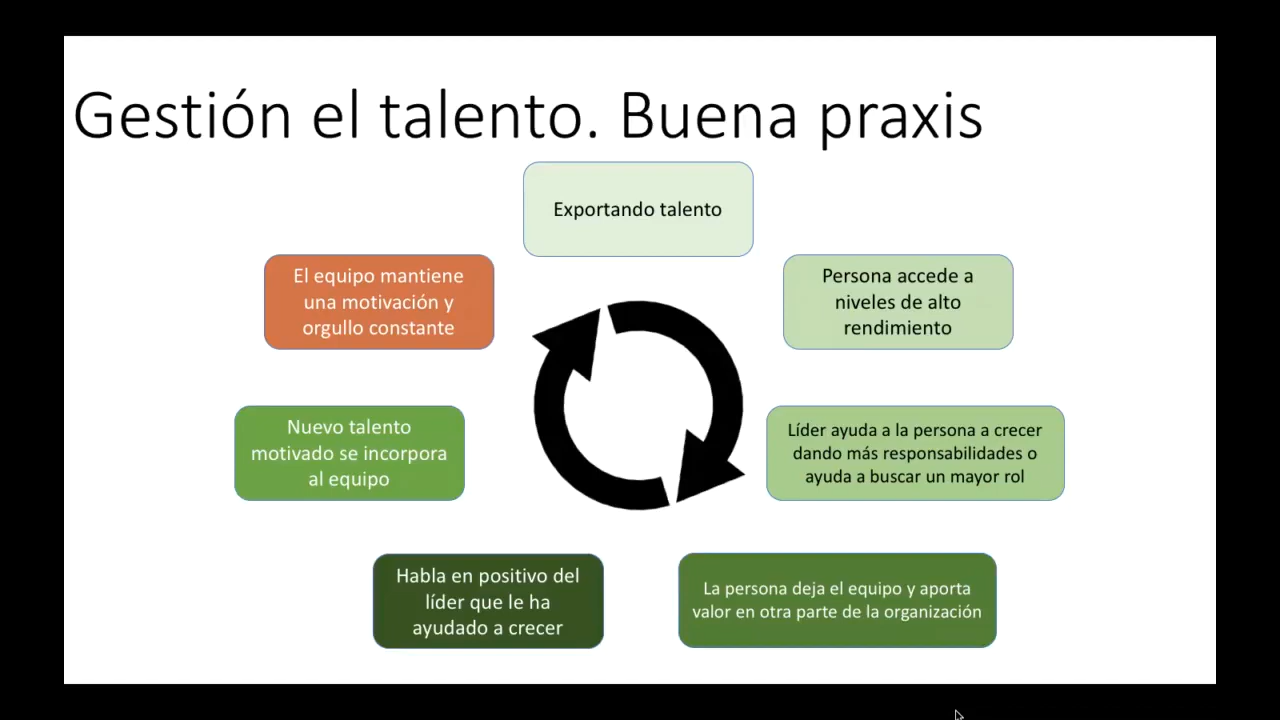 Gestión el talento. Buena praxis
Exportando talento
Persona accede a
niveles de alto
rendimiento
Líder ayuda a la persona a crecer
dando más responsabilidades o
ayuda a buscar un mayor rol
La persona deja el equipo y aporta
valor en otra parte de la organización
Habla en positivo del
líder que le ha
ayudado a crecer
Nuevo talento
motivado se incorpora
al equipo
El equipo mantiene
una motivación y
orgullo constante